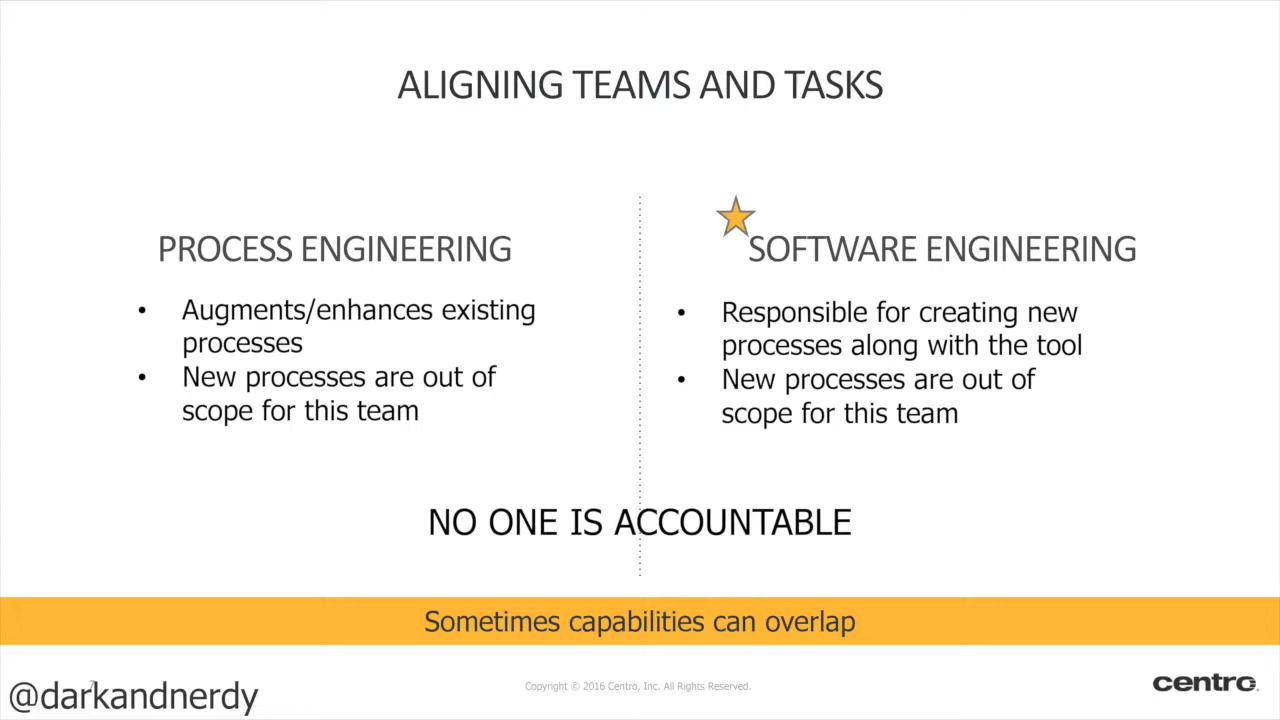 ALIGNING TEAMS AND TASKS
PROCESS ENGINEERING
• Augments/enhances existing
processes
• New processes are out of
scope for this team
SOFTWARE ENGINEERING
• Responsible for creating new
processes along with the tool
• New processes are out of
scope for this team
NO ONE IS ACCOUNTABLE
Sometimes capabilities can overlap
@darkandnerdy
Copyright © 2016 Centro, Inc. All Rights Reserved.
centro